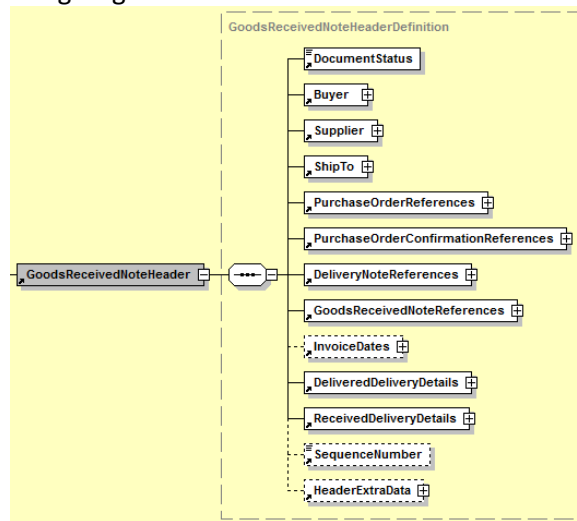 GoodsReceivedNoteHeaderDefinition
DocumentStatus
Buyer
Supplier
ShipTo
PurchaseOrderReferences
PurchaseOrderConfirmationReferences
GoodsReceivedNoteHeader
DeliveryNoteReferences
GoodsReceivedNoteReferences
InvoiceDates
DeliveredDeliveryDetails
ReceivedDeliveryDetails
SequenceNumber
HeaderExtraData